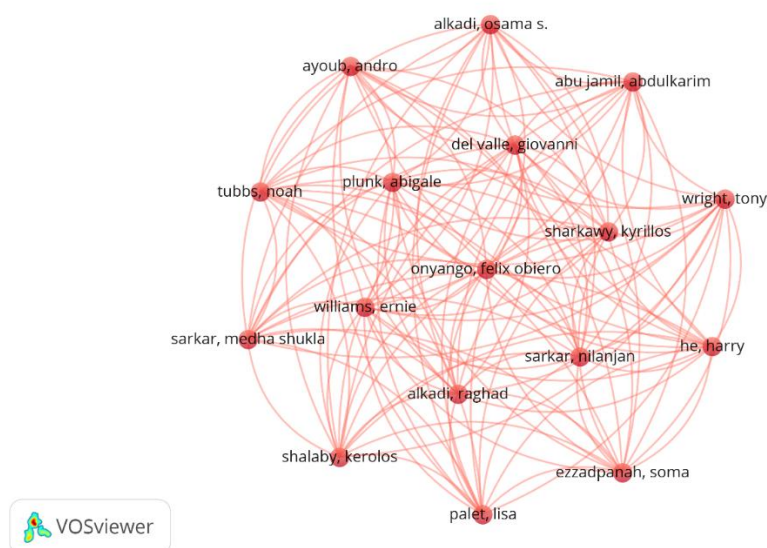 alkadi, osama s.
ayoub, andro
abu jamil, abdulkarim
del valle, giovanni
plunk, abigale
tubbs, noah
wright, tony
sharkawy, kyrillos
onyango, felix obiero
williams, ernie
sarkar, medha shukla
he, harry
sarkar, nilanjan
alkadi, raghad
shalaby, kerolos
ezzadpanah, soma
palet, lisa
VOSviewer